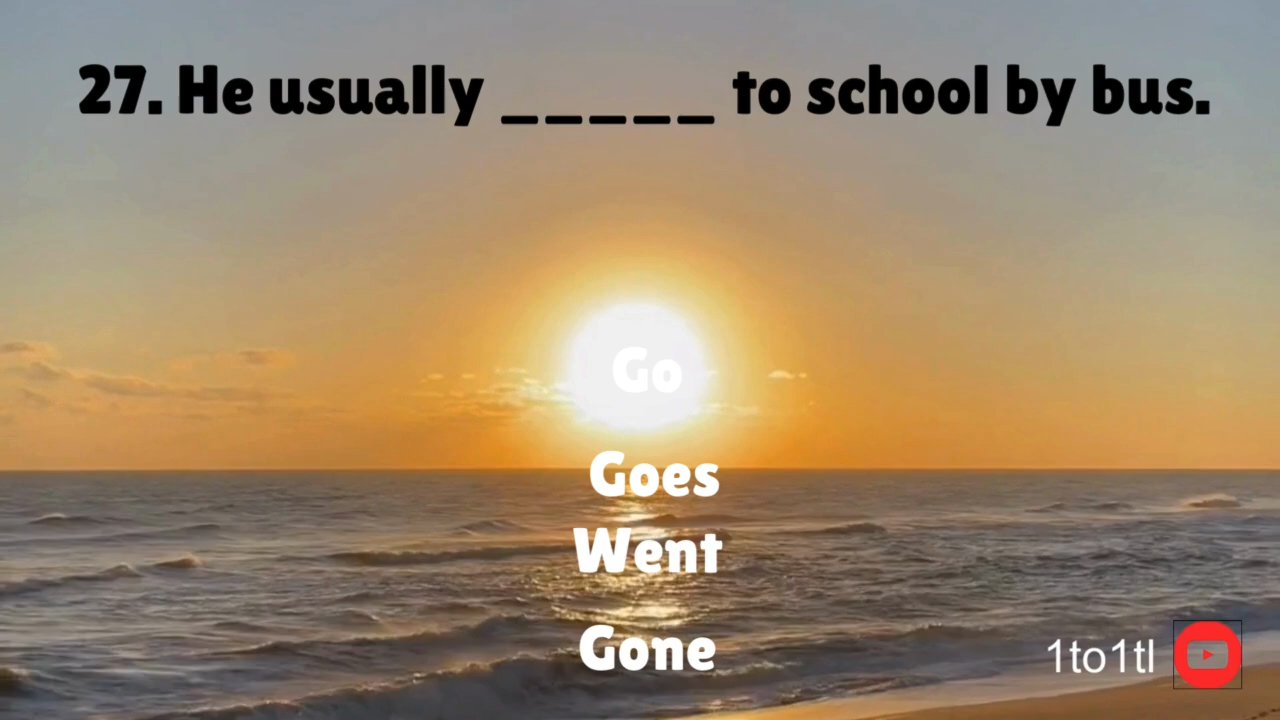 27. He usually _____ to school by bus.
Go
Goes
Went
Gone
1to1tl